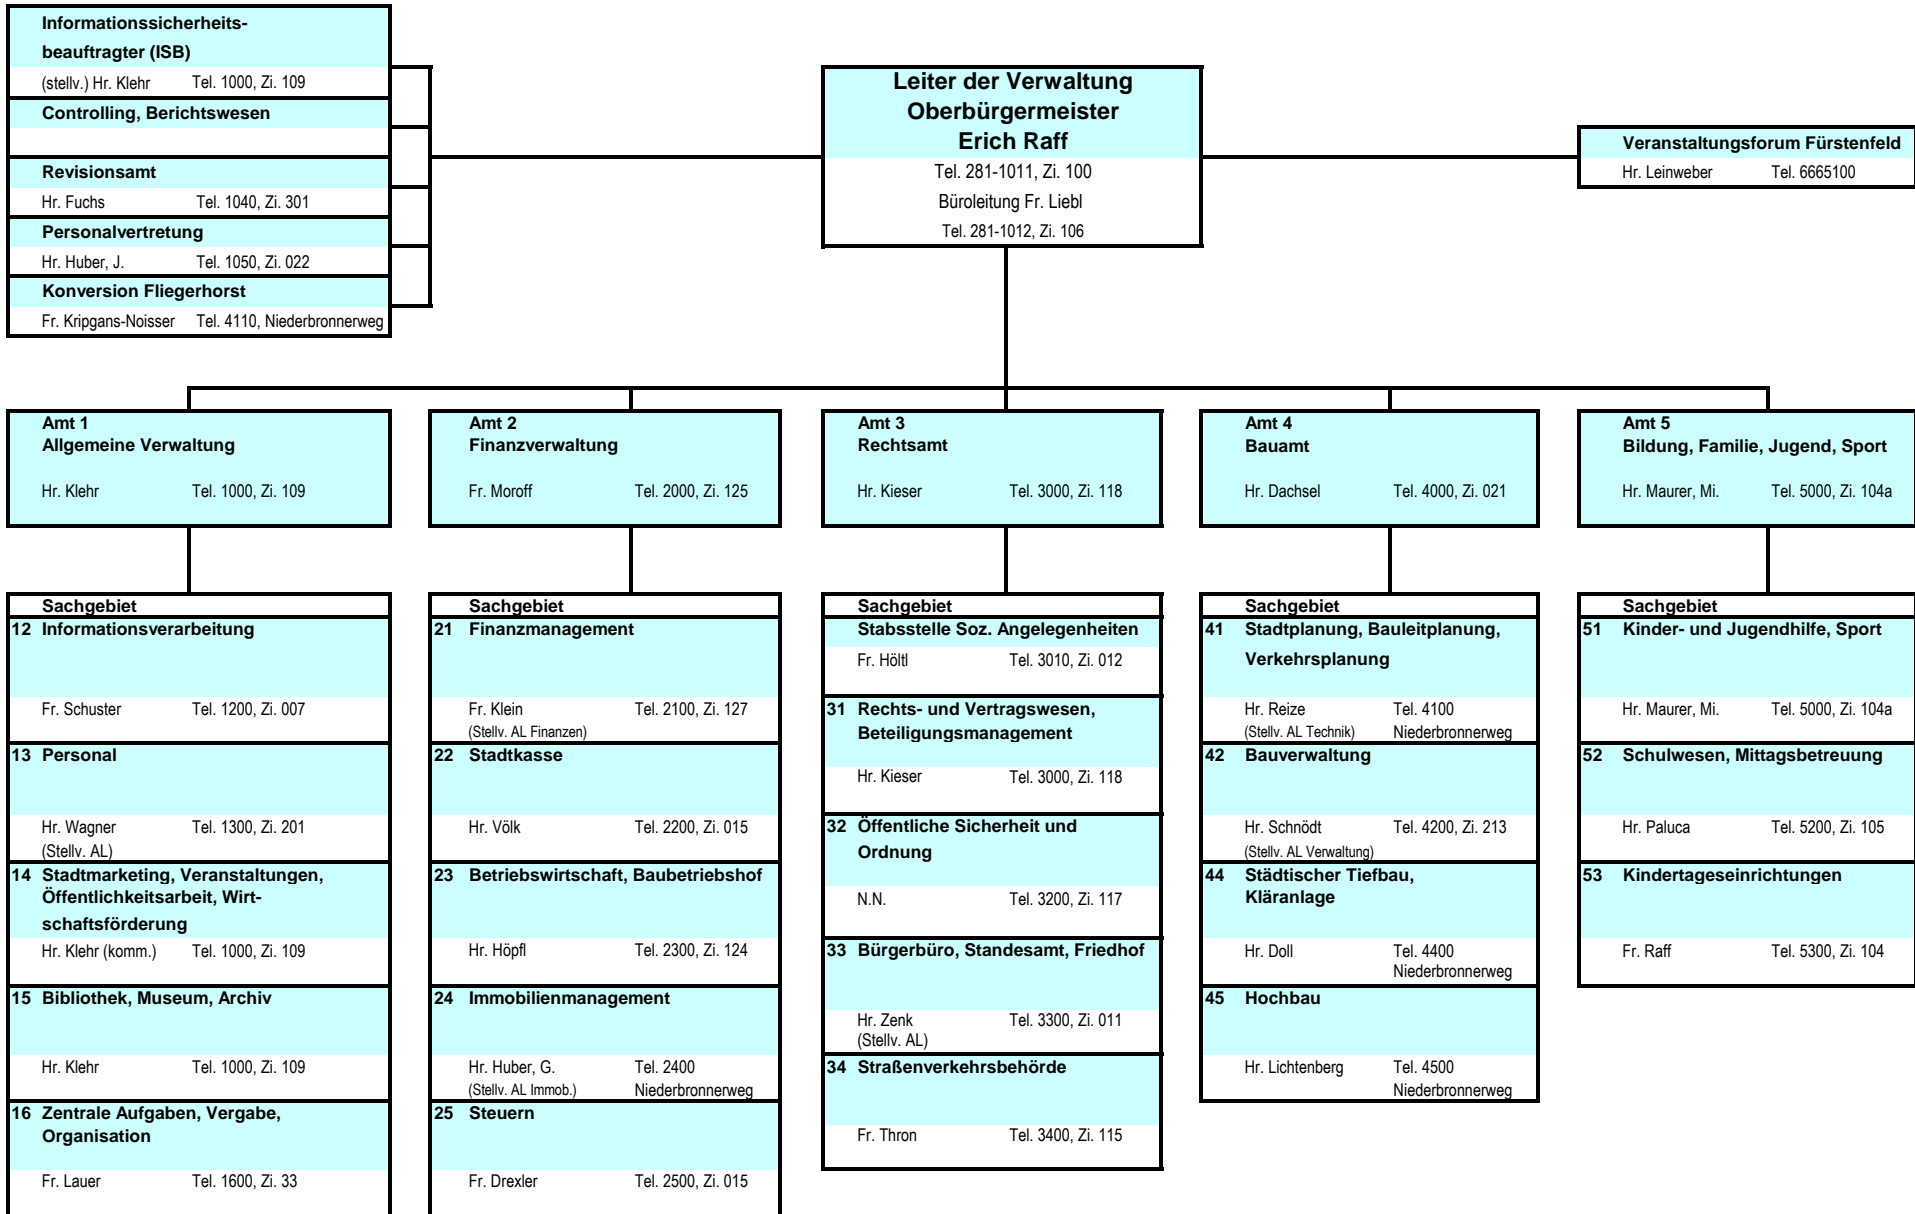 Informationssicherheits-
beauftragter (ISB)
(stellv.) Hr. Klehr Tel. 1000, Zi. 109
Controlling, Berichtswesen
Revisionsamt
Hr. Fuchs Tel. 1040, Zi. 301
Personalvertretung
Hr. Huber, J. Tel. 1050, Zi. 022
Konversion Fliegerhorst
Fr. Kripgans-Noisser Tel. 4110, Niederbronnerweg
Leiter der Verwaltung
Oberbürgermeister
Erich Raff
Tel. 281-1011, Zi. 100
Büroleitung Fr. Liebl
Tel. 281-1012, Zi. 106
Veranstaltungsforum Fürstenfeld
Hr. Leinweber Tel. 6665100
Amt 1
Allgemeine Verwaltung
Hr. Klehr Tel. 1000, Zi. 109
Amt 2
Finanzverwaltung
Fr. Moroff Tel. 2000, Zi. 125
Amt 3
Rechtsamt
Hr. Kieser Tel. 3000, Zi. 118
Amt 4
Bauamt
Hr. Dachsel Tel. 4000, Zi. 021
Amt 5
Bildung, Familie, Jugend, Sport
Hr. Maurer, Mi. Tel. 5000, Zi. 104a
Sachgebiet
12 Informationsverarbeitung
Fr. Schuster Tel. 1200, Zi. 007
13 Personal
Hr. Wagner Tel. 1300, Zi. 201
(Stellv. AL)
14 Stadtmarketing, Veranstaltungen,
Öffentlichkeitsarbeit, Wirt-
schaftsförderung
Hr. Klehr (komm.) Tel. 1000, Zi. 109
15 Bibliothek, Museum, Archiv
Hr. Klehr Tel. 1000, Zi. 109
16 Zentrale Aufgaben, Vergabe,
Organisation
Fr. Lauer Tel. 1600, Zi. 33
Sachgebiet
21 Finanzmanagement
Fr. Klein Tel. 2100, Zi. 127
(Stellv. AL Finanzen)
22 Stadtkasse
Hr. Völk Tel. 2200, Zi. 015
23 Betriebswirtschaft, Baubetriebshof
Hr. Höpfl Tel. 2300, Zi. 124
24 Immobilienmanagement
Hr. Huber, G. Tel. 2400
(Stellv. AL Immob.) Niederbronnerweg
25 Steuern
Fr. Drexler Tel. 2500, Zi. 015
Sachgebiet
Stabsstelle Soz. Angelegenheiten
Fr. Höltl Tel. 3010, Zi. 012
31 Rechts- und Vertragswesen,
Beteiligungsmanagement
Hr. Kieser Tel. 3000, Zi. 118
32 Öffentliche Sicherheit und
Ordnung
N.N. Tel. 3200, Zi. 117
33 Bürgerbüro, Standesamt, Friedhof
Hr. Zenk Tel. 3300, Zi. 011
(Stellv. AL)
34 Straßenverkehrsbehörde
Fr. Thron Tel. 3400, Zi. 115
Sachgebiet
41 Stadtplanung, Bauleitplanung,
Verkehrsplanung
Hr. Reize Tel. 4100
(Stellv. AL Technik) Niederbronnerweg
42 Bauverwaltung
Hr. Schnödt Tel. 4200, Zi. 213
(Stellv. AL Verwaltung)
44 Städtischer Tiefbau,
Kläranlage
Hr. Doll Tel. 4400
Niederbronnerweg
45 Hochbau
Hr. Lichtenberg Tel. 4500
Niederbronnerweg
Sachgebiet
51 Kinder- und Jugendhilfe, Sport
Hr. Maurer, Mi. Tel. 5000, Zi. 104a
52 Schulwesen, Mittagsbetreuung
Hr. Paluca Tel. 5200, Zi. 105
53 Kindertageseinrichtungen
Fr. Raff Tel. 5300, Zi. 104